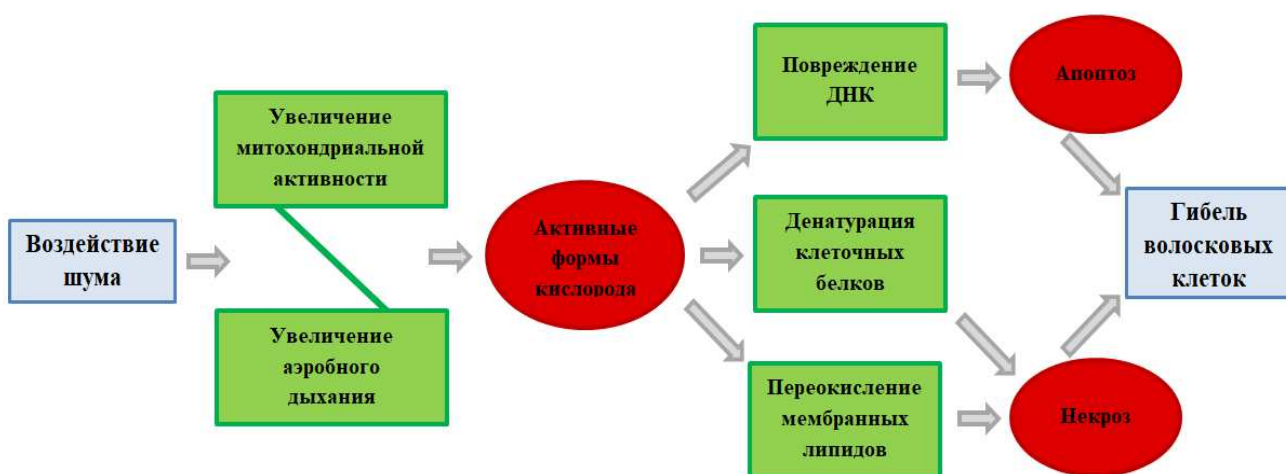 Воздействие
шума
Увеличение
митохондриальной
активности
Увеличение
аэробного
дыхания
Активные
формы
кислорода
Повреждение
ДНК
Денатурация
клеточных
белков
Переокисление
мембранных
липидов
Апоптоз
Некроз
Гибель
волосковых
клеток